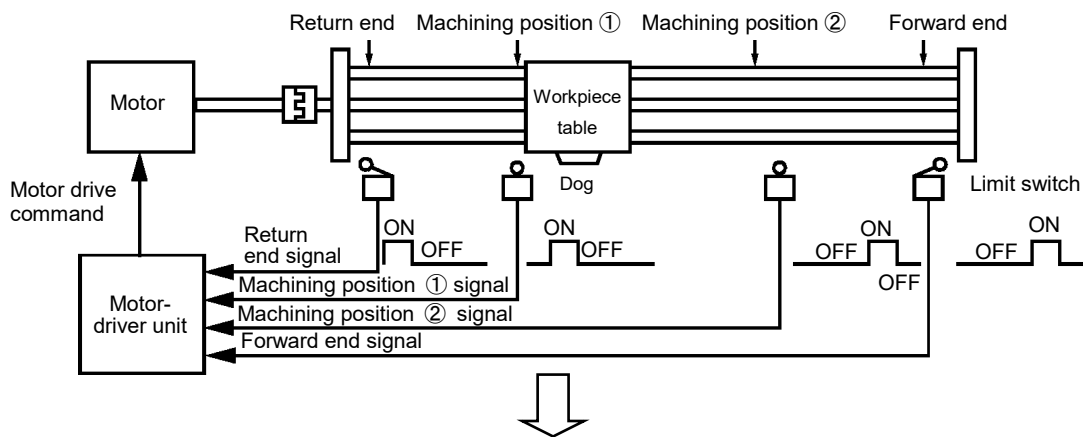 Return end
Machining position ①
Machining position ②
Forward end
Motor
Workpiece
table
Dog
Limit switch
Motor drive
command
Return
end signal
ON
OFF
ON
OFF
OFF
ON
OFF
OFF
ON
Motor-
driver unit
Machining position ① signal
Machining position ② signal
Forward end signal